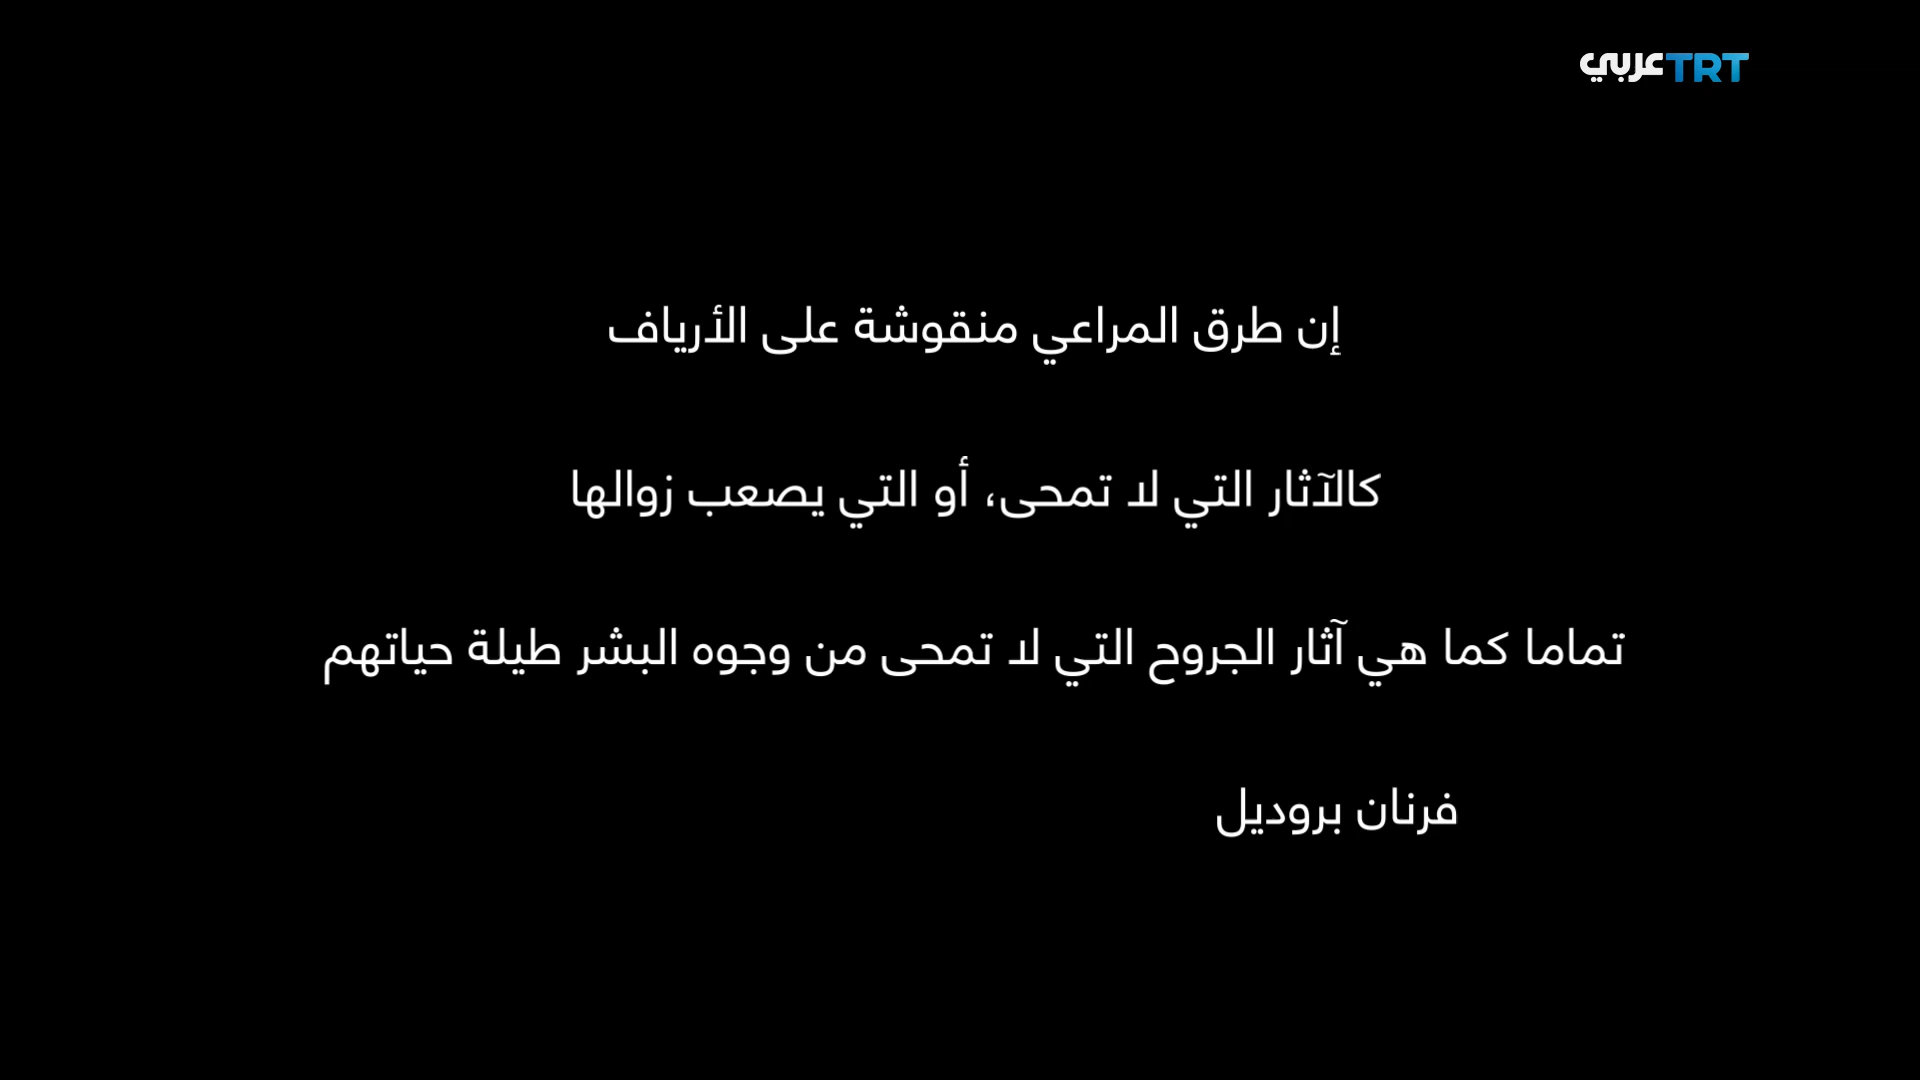 TRT عربي
إن طرق المراعي منقوشة على الأرياف
كالآثار التي لا تمحى، أو التي يصعب زوالها
تماما كما هي آثار الجروح التي لا تمحى من وجوه البشر طيلة حياتهم
فرنان بروديل